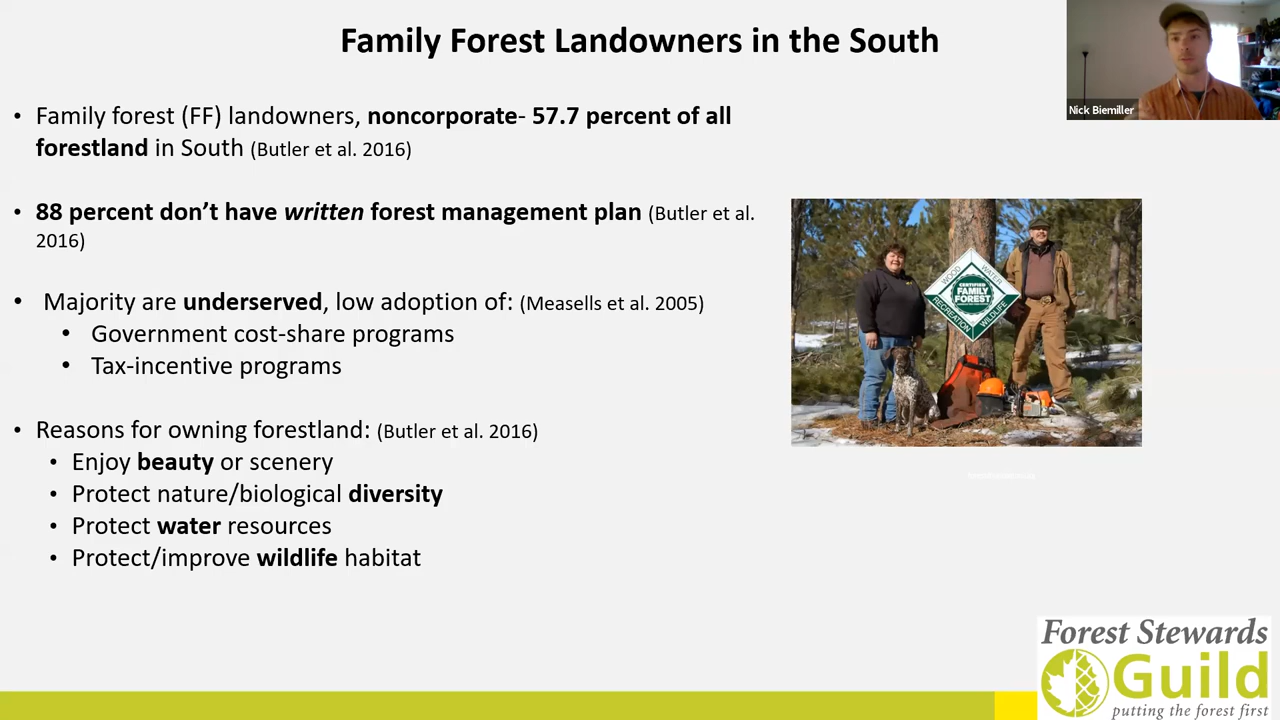 Family Forest Landowners in the South
Nick Biemiller
• Family forest (FF) landowners, noncorporate- 57.7 percent of all
forestland in South (Butler et al. 2016)
• 88 percent don’t have written forest management plan (Butler et al.
2016)
• Majority are underserved, low adoption of: (Measells et al. 2005)
• Government cost-share programs
• Tax-incentive programs
• Reasons for owning forestland: (Butler et al. 2016)
• Enjoy beauty or scenery
• Protect nature/biological diversity
• Protect water resources
• Protect/improve wildlife habitat
WOOD
WATER
CERTIFIED
FAMILY
FOREST
RECREATION
WILDLIFE
Forest Stewards
Guild
putting the forest first